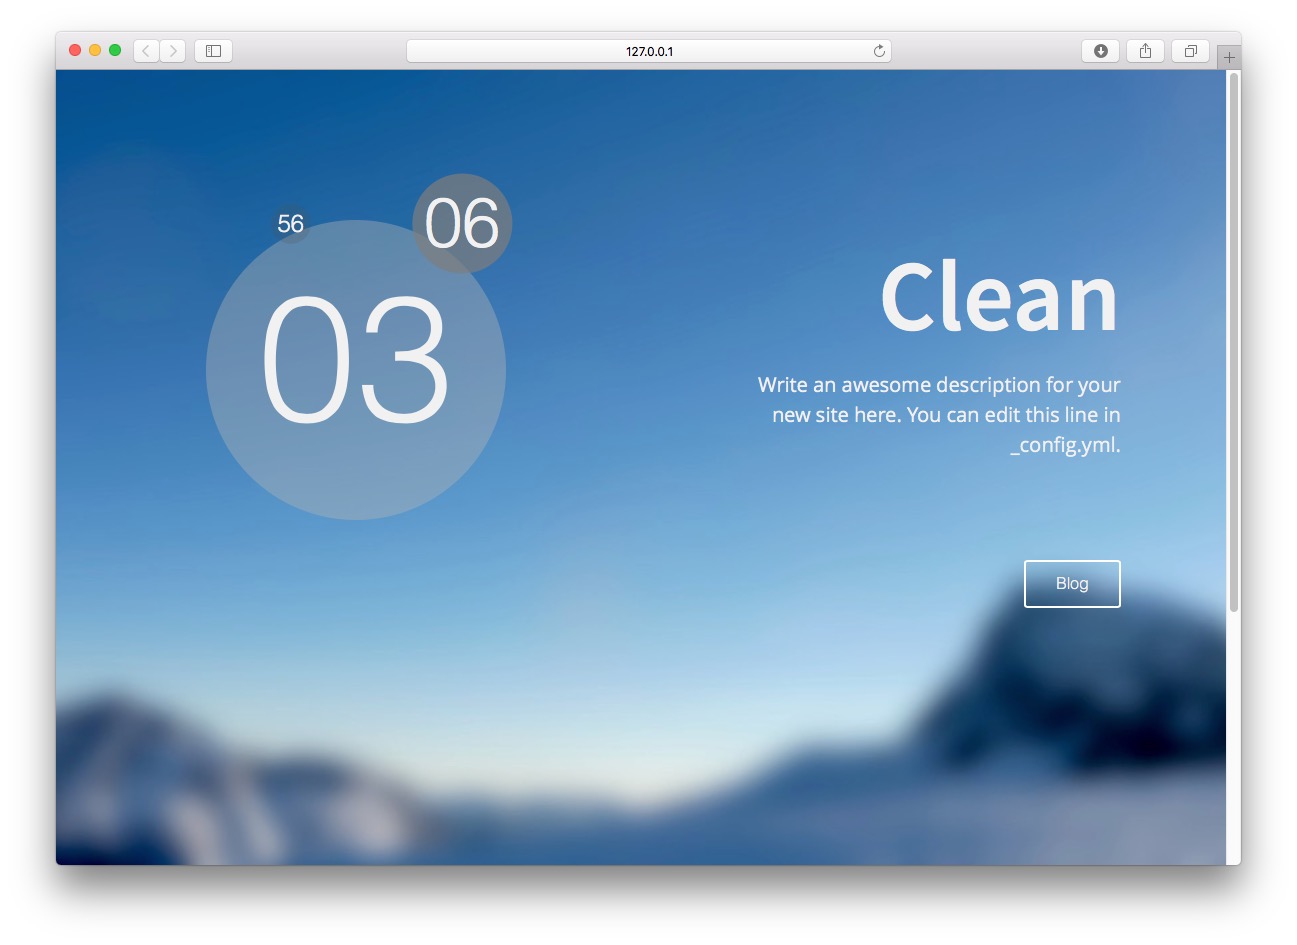 127.0.0.1
56
06
03
Clean
Write an awesome description for your
new site here. You can edit this line in
_config.yml.
Blog